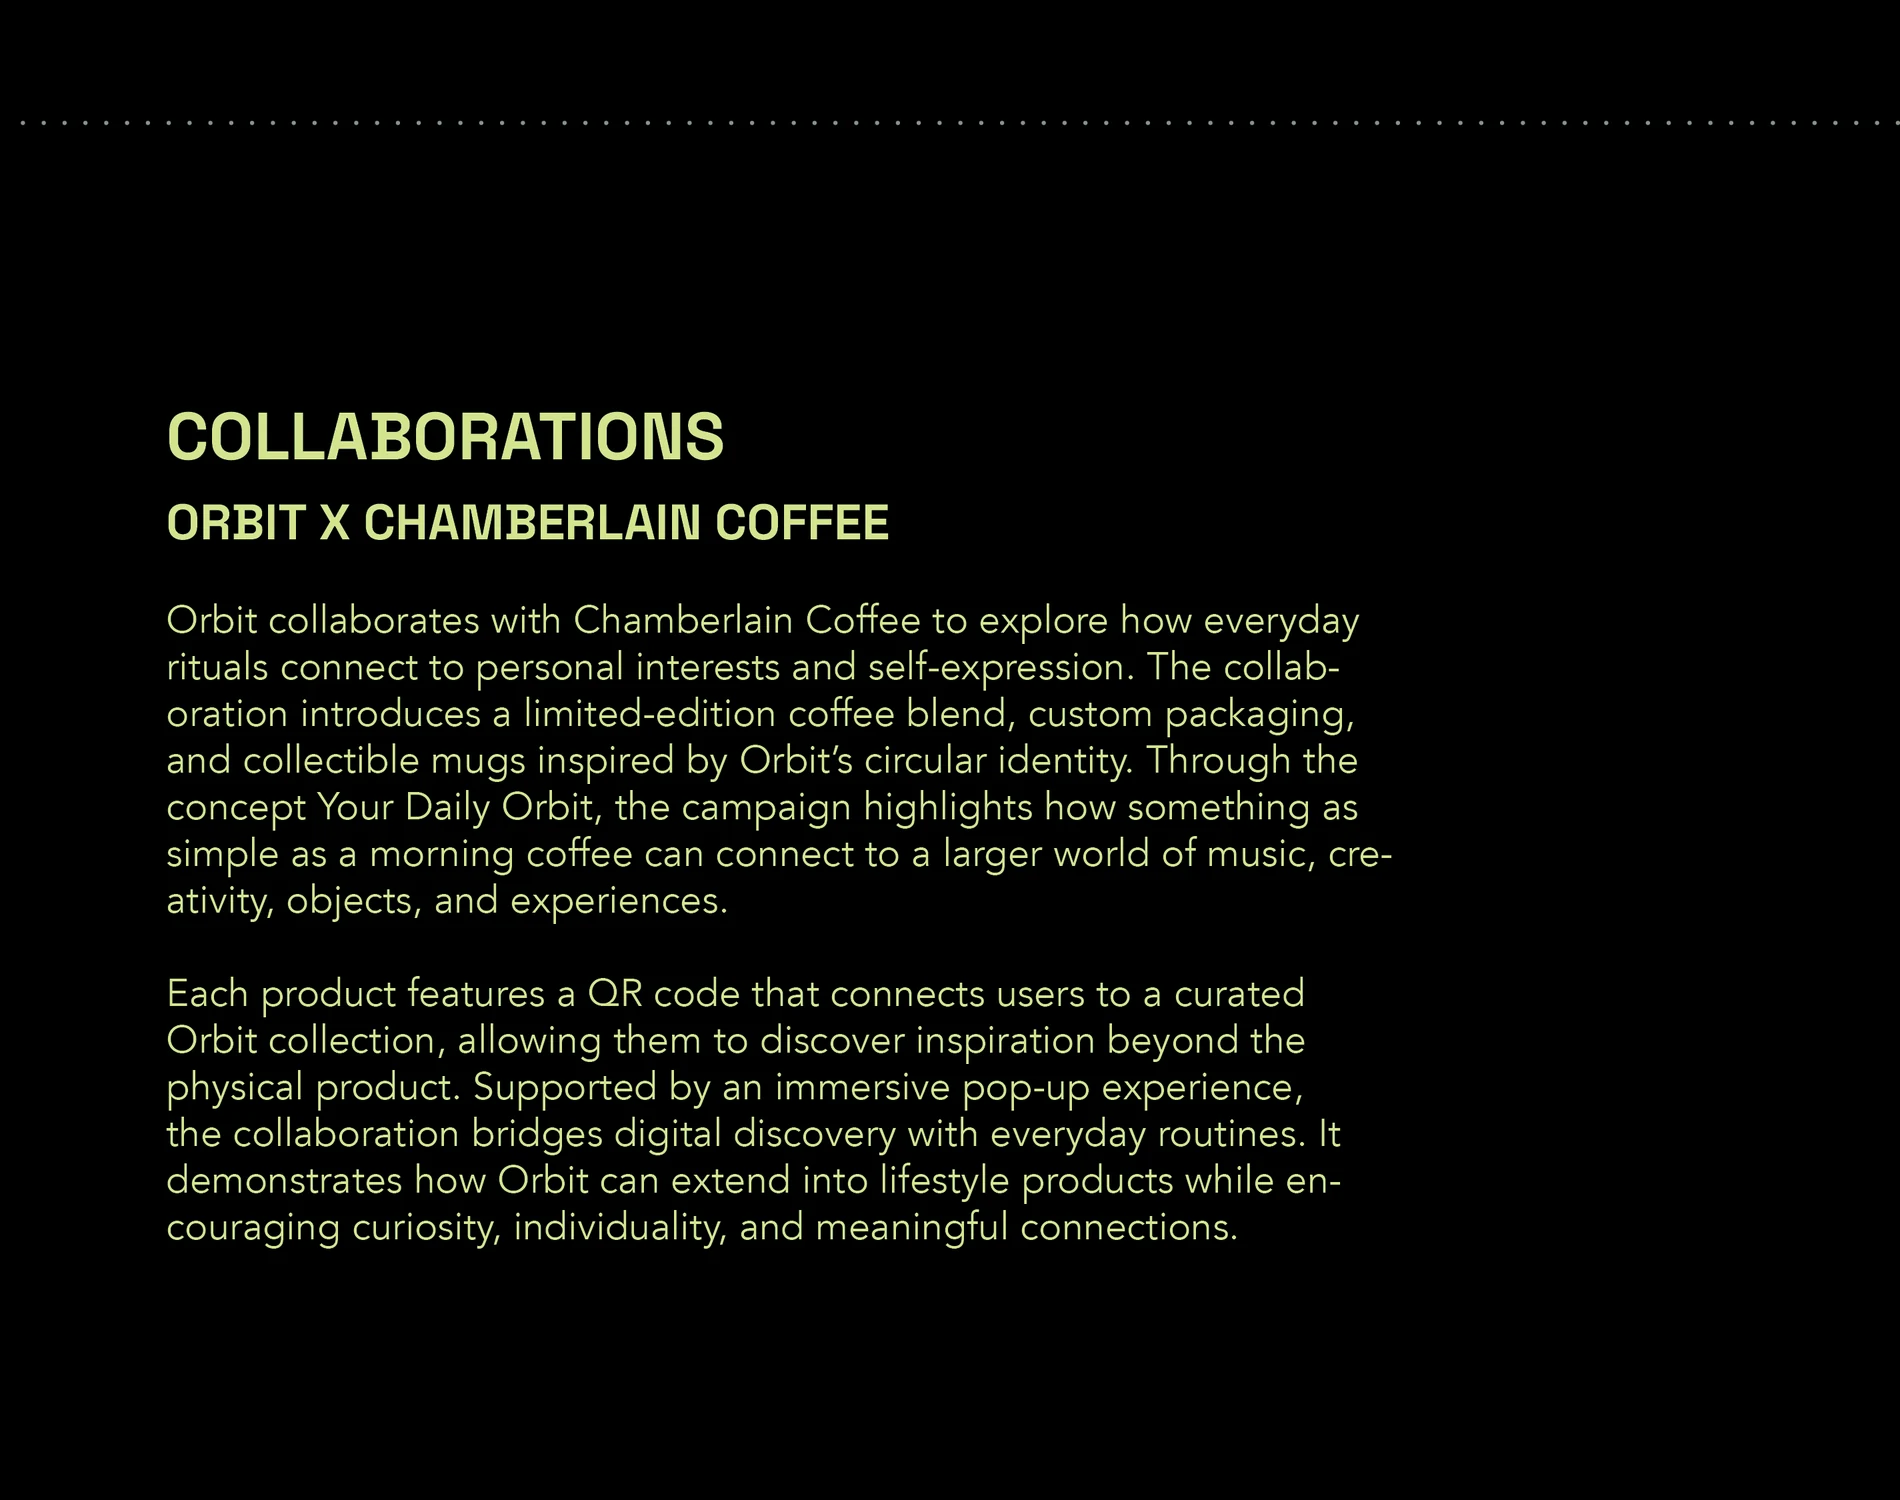 COLLABORATIONS
ORBIT X CHAMBERLAIN COFFEE
Orbit collaborates with Chamberlain Coffee to explore how everyday
rituals connect to personal interests and self-expression. The collab-
oration introduces a limited-edition coffee blend, custom packaging,
and collectible mugs inspired by Orbit’s circular identity. Through the
concept Your Daily Orbit, the campaign highlights how something as
simple as a morning coffee can connect to a larger world of music, cre-
ativity, objects, and experiences.
Each product features a QR code that connects users to a curated
Orbit collection, allowing them to discover inspiration beyond the
physical product. Supported by an immersive pop-up experience,
the collaboration bridges digital discovery with everyday routines. It
demonstrates how Orbit can extend into lifestyle products while en-
couraging curiosity, individuality, and meaningful connections.